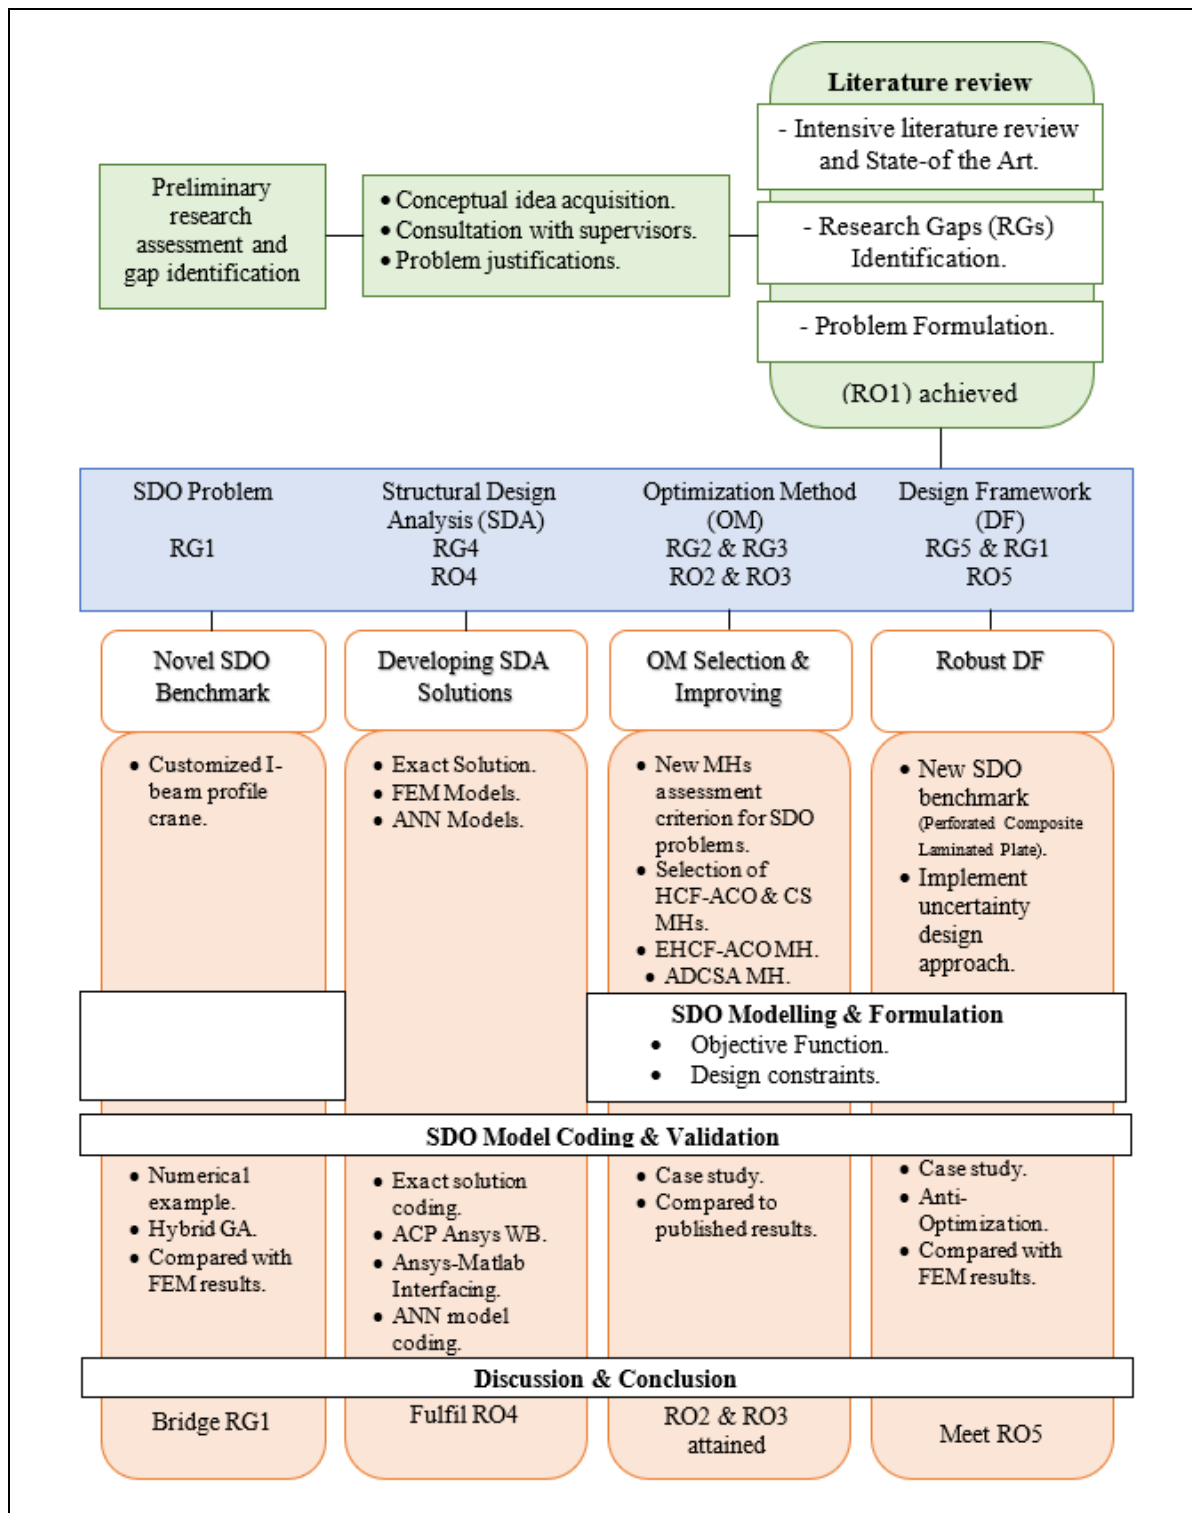 Literature review
- Intensive literature review
and State-of the Art.
- Research Gaps (RGs)
Identification.
- Problem Formulation.
(RO1) achieved
Preliminary
research
assessment and
gap identification
• Conceptual idea acquisition.
• Consultation with supervisors.
• Problem justifications.
SDO Problem
RG1
Structural Design
Analysis (SDA)
RG4
RO4
Optimization Method
(OM)
RG2 & RG3
RO2 & RO3
Design Framework
(DF)
RG5 & RG1
RO5
Novel SDO
Benchmark
Developing SDA
Solutions
OM Selection &
Improving
Robust DF
• Customized I-
beam profile
crane.
• Exact Solution.
• FEM Models.
• ANN Models.
• New MHs
assessment
criterion for SDO
problems.
• Selection of
HCF-ACO & CS
MHs.
• EHCF-ACO MH.
• ADCSA MH.
• New SDO
benchmark
(Perforated Composite
Laminated Plate).
• Implement
uncertainty
design
approach.
SDO Modelling & Formulation
• Objective Function.
• Design constraints.
SDO Model Coding & Validation
• Numerical
example.
• Hybrid GA.
• Compared with
FEM results.
• Exact solution
coding.
• ACP Ansys WB.
• Ansys-Matlab
Interfacing.
• ANN model
coding.
• Case study.
• Compared to
published results.
• Case study.
• Anti-
Optimization.
• Compared with
FEM results.
Discussion & Conclusion
Bridge RG1
Fulfil RO4
RO2 & RO3
attained
Meet RO5